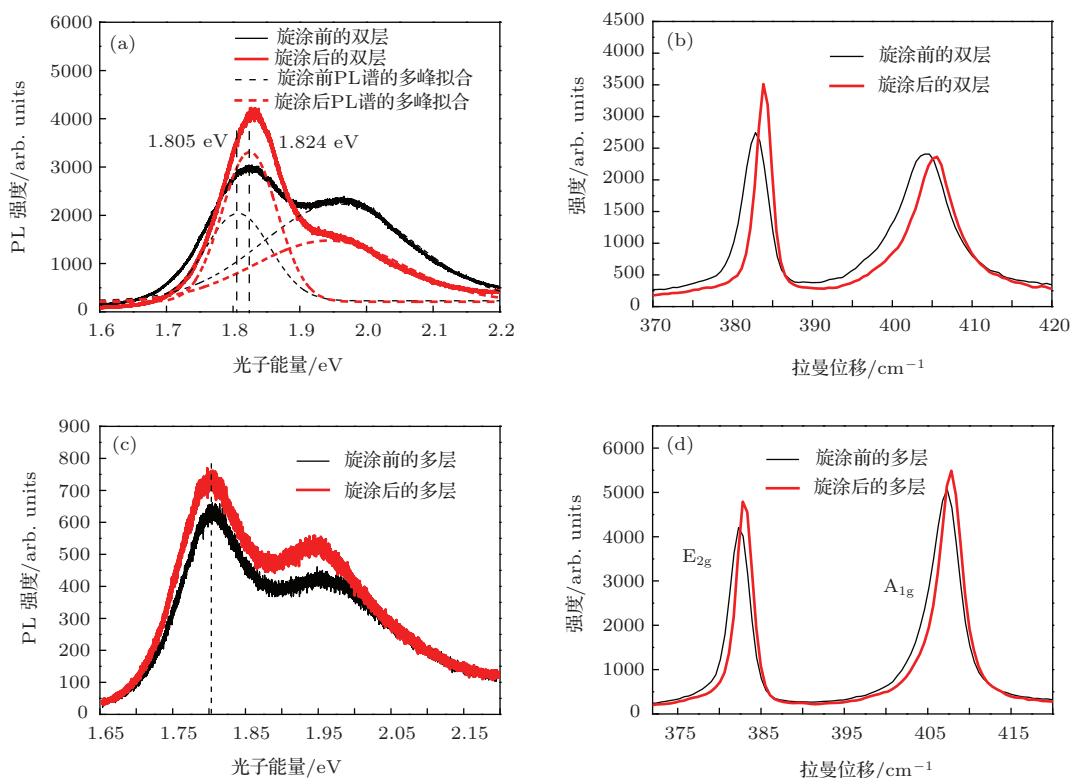 (a)
旋涂前的双层
旋涂后的双层
旋涂前PL谱的多峰拟合
旋涂后PL谱的多峰拟合
1.805 eV
1.824 eV
PL 强度/arb. units
6000
5000
4000
3000
2000
1000
0
1.6 1.7 1.8 1.9 2.0 2.1 2.2
光子能量/eV
(b)
旋涂前的双层
旋涂后的双层
强度/arb. units
4500
4000
3500
3000
2500
2000
1500
1000
500
0
370 380 390 400 410 420
拉曼位移/cm⁻¹
(c)
旋涂前的多层
旋涂后的多层
PL 强度/arb. units
900
800
700
600
500
400
300
200
100
0
1.65 1.75 1.85 1.95 2.05 2.15
光子能量/eV
(d)
旋涂前的多层
旋涂后的多层
E₂g
A₁g
强度/arb. units
6000
5000
4000
3000
2000
1000
0
375 385 395 405 415
拉曼位移/cm⁻¹